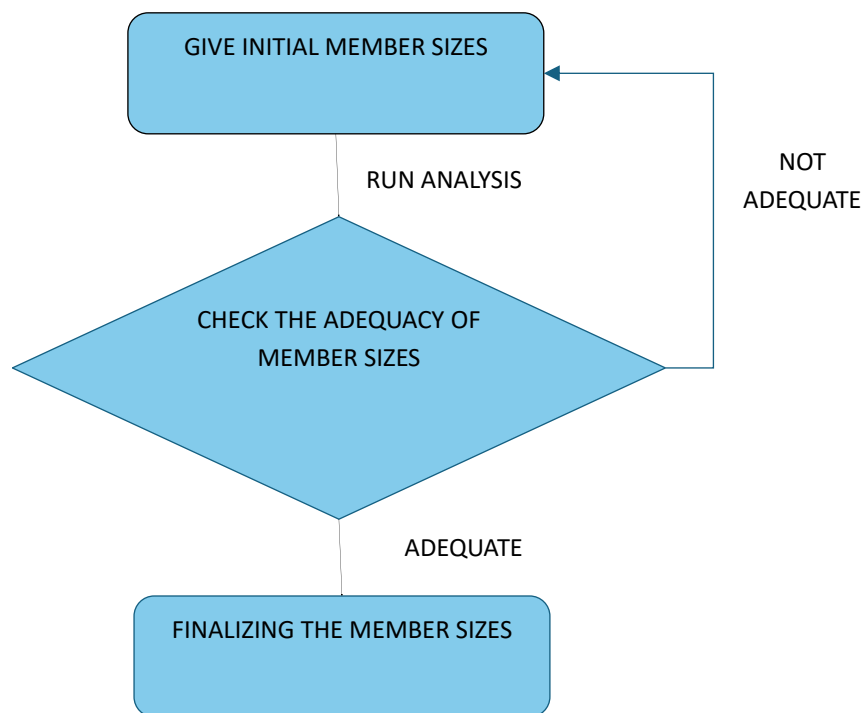 GIVE INITIAL MEMBER SIZES
RUN ANALYSIS
NOT
ADEQUATE
CHECK THE ADEQUACY OF
MEMBER SIZES
ADEQUATE
FINALIZING THE MEMBER SIZES